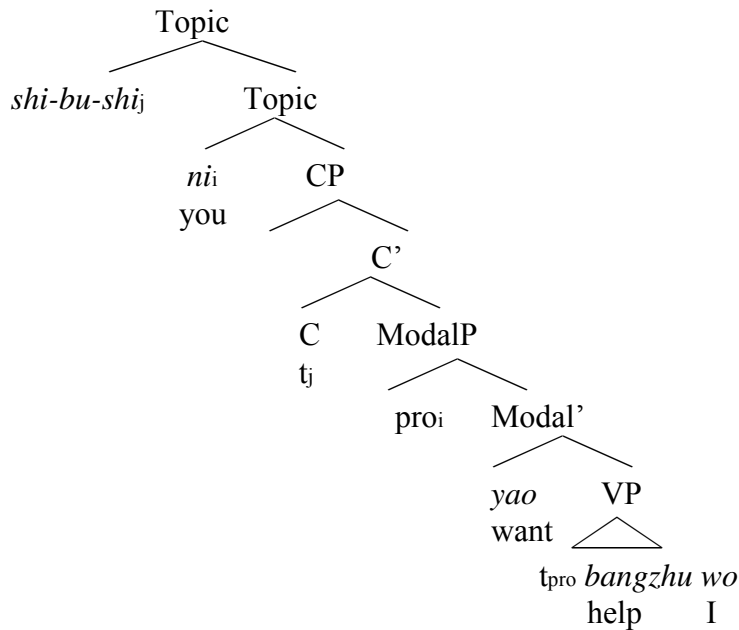 Topic
shi-bu-shij Topic
nii CP
you
C’
C ModalP
tj
proi Modal’
yao VP
want
tpro bangzhu wo
help I